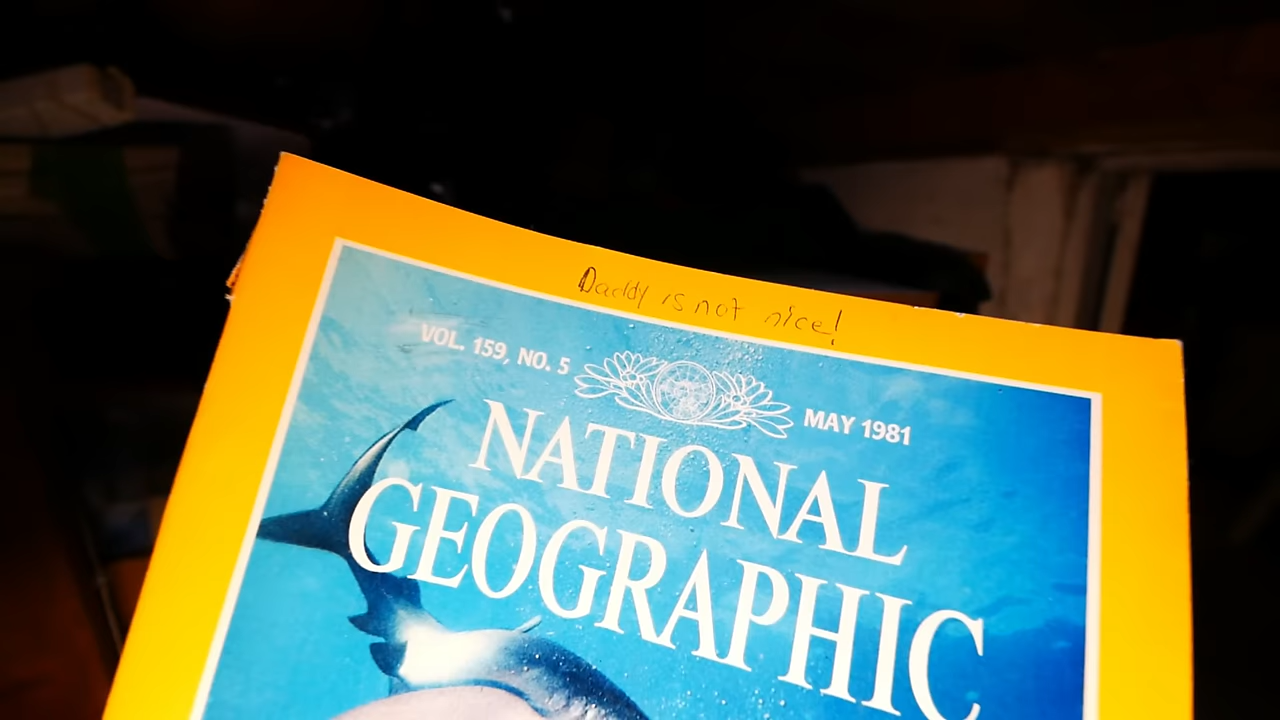 Daddy is not nice!
VOL. 159, NO. 5
MAY 1981
NATIONAL
GEOGRAPHIC